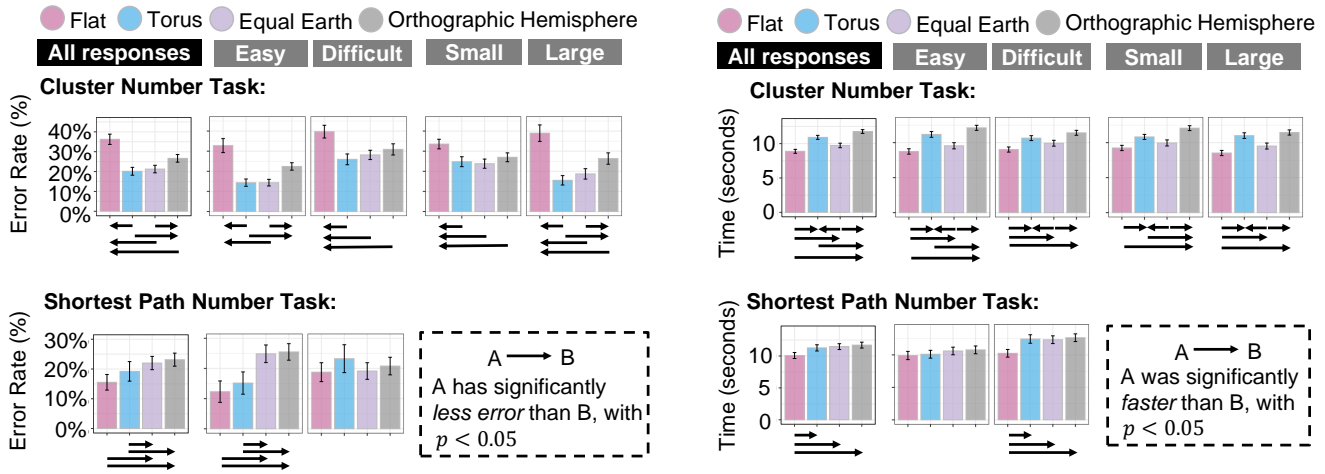 Flat Torus Equal Earth Orthographic Hemisphere
All responses Easy Difficult Small Large
Cluster Number Task:
Error Rate (%)
40%
30%
20%
10%
0%
Shortest Path Number Task:
Error Rate (%)
30%
20%
10%
0%
A B
A has significantly
less error than B, with
p < 0.05
Flat Torus Equal Earth Orthographic Hemisphere
All responses Easy Difficult Small Large
Cluster Number Task:
Time (seconds)
10
5
0
Shortest Path Number Task:
Time (seconds)
10
5
0
A B
A was significantly
faster than B, with
p < 0.05